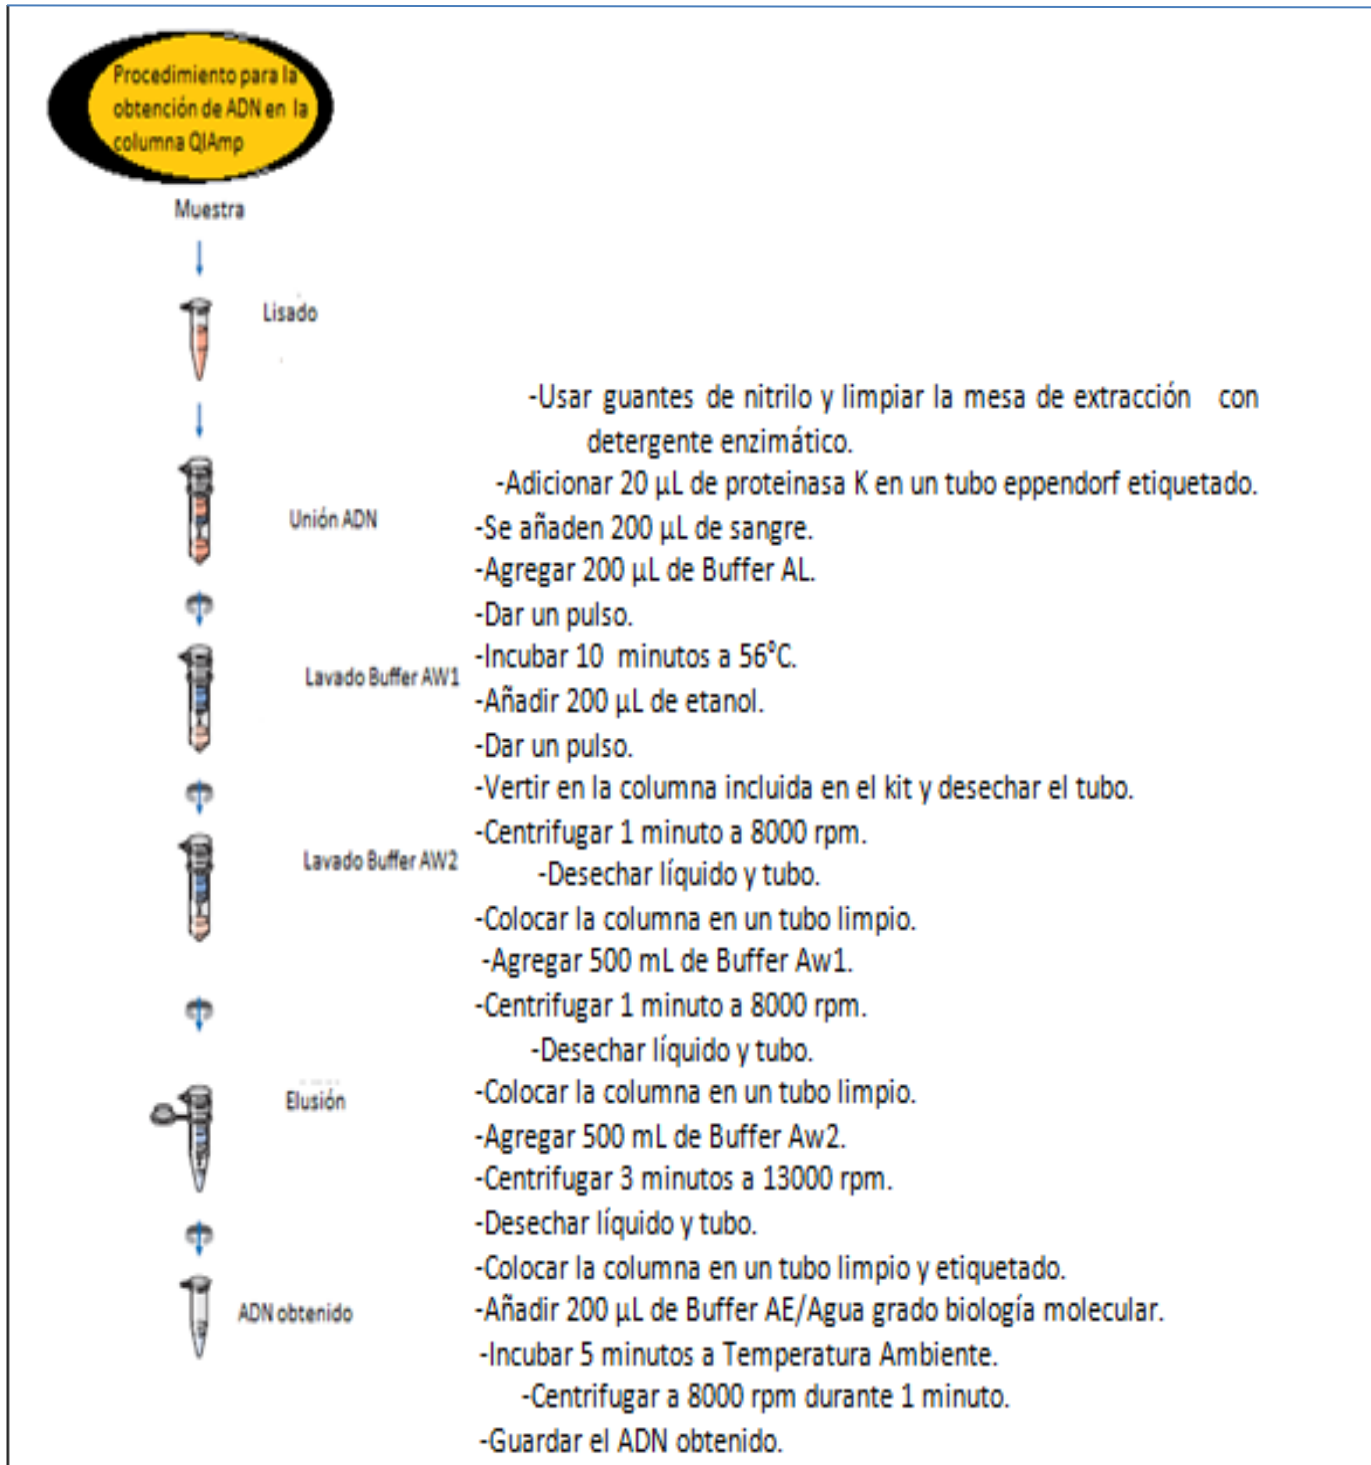 Procedimiento para la
obtención de ADN en la
columna QIAmp
Muestra
Lisado
Unión ADN
Lavado Buffer AW1
Lavado Buffer AW2
Elusión
ADN obtenido
-Usar guantes de nitrilo y limpiar la mesa de extracción con
detergente enzimático.
-Adicionar 20 µL de proteinasa K en un tubo eppendorf etiquetado.
-Se añaden 200 µL de sangre.
-Agregar 200 µL de Buffer AL.
-Dar un pulso.
-Incubar 10 minutos a 56°C.
-Añadir 200 µL de etanol.
-Dar un pulso.
-Vertir en la columna incluida en el kit y desechar el tubo.
-Centrifugar 1 minuto a 8000 rpm.
-Desechar líquido y tubo.
-Colocar la columna en un tubo limpio.
-Agregar 500 mL de Buffer Aw1.
-Centrifugar 1 minuto a 8000 rpm.
-Desechar líquido y tubo.
-Colocar la columna en un tubo limpio.
-Agregar 500 mL de Buffer Aw2.
-Centrifugar 3 minutos a 13000 rpm.
-Desechar líquido y tubo.
-Colocar la columna en un tubo limpio y etiquetado.
-Añadir 200 µL de Buffer AE/Agua grado biología molecular.
-Incubar 5 minutos a Temperatura Ambiente.
-Centrifugar a 8000 rpm durante 1 minuto.
-Guardar el ADN obtenido.